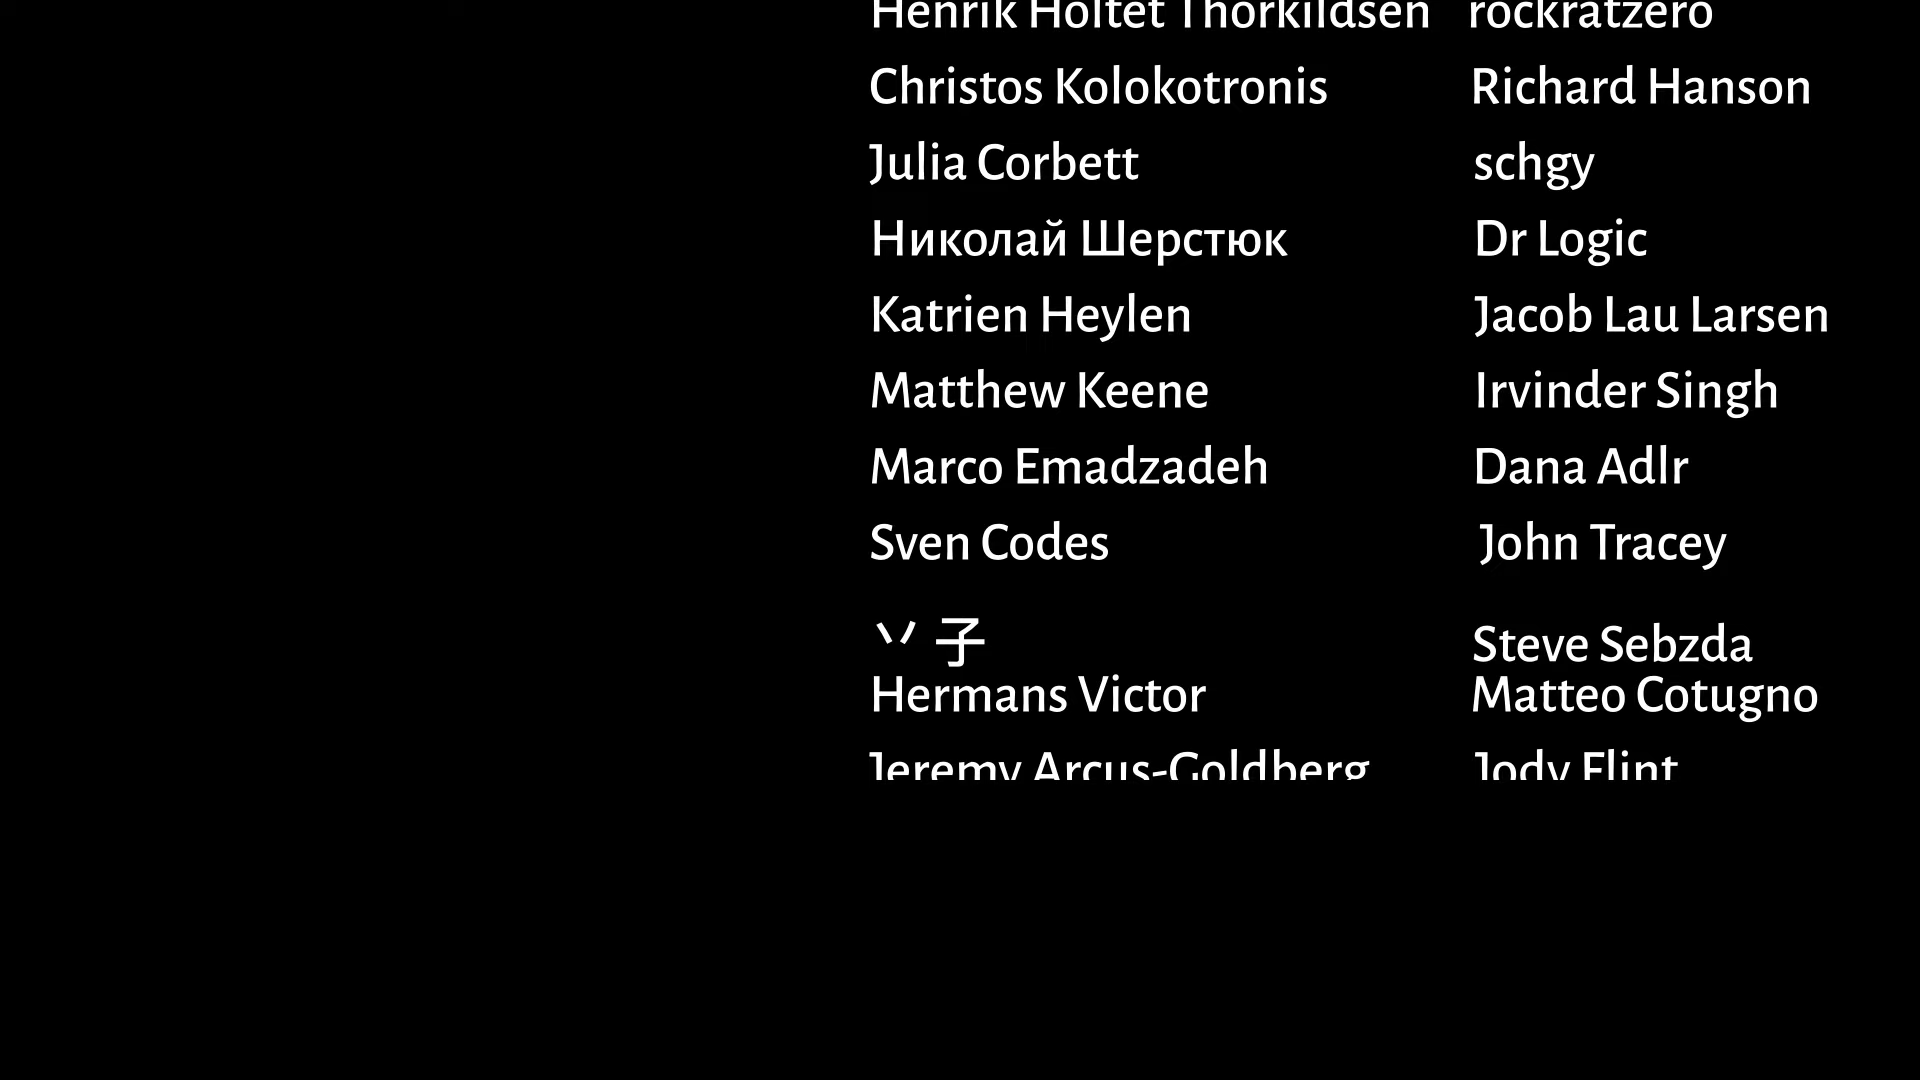 Henrik Holtet Thorkildsen rockratzero
Christos Kolokotronis Richard Hanson
Julia Corbett schgy
Николай Шерстюк Dr Logic
Katrien Heylen Jacob Lau Larsen
Matthew Keene Irvinder Singh
Marco Emadzadeh Dana Adlr
Sven Codes John Tracey
丷 子 Steve Sebzda
Hermans Victor Matteo Cotugno
Jeremy Arcus-Goldberg Jody Flint